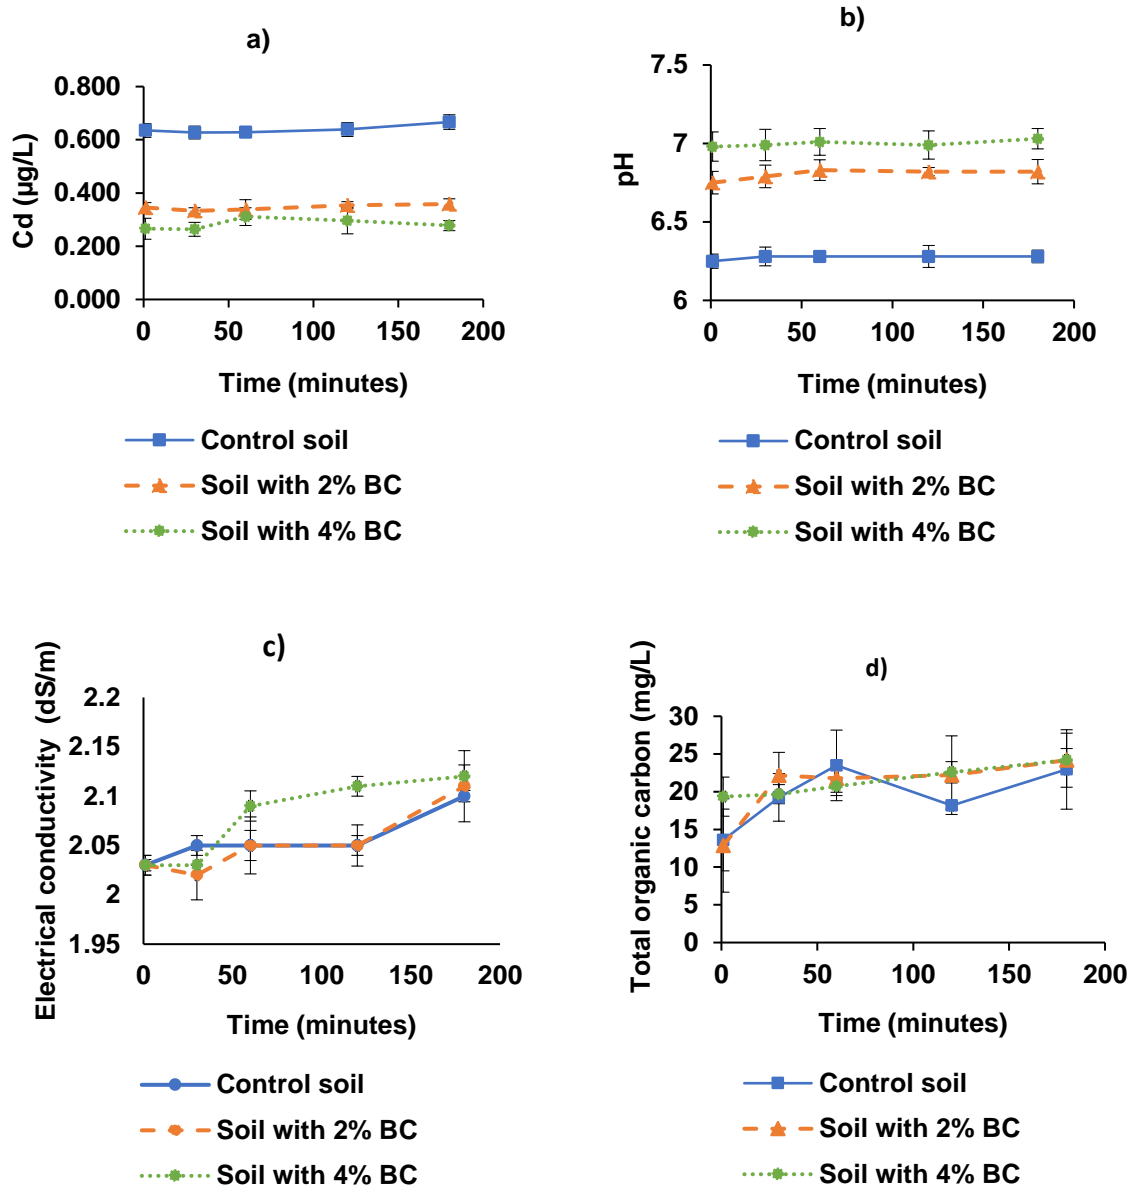 a)
Cd (µg/L)
0.800
0.600
0.400
0.200
0.000
0 50 100 150 200
Time (minutes)
Control soil
Soil with 2% BC
Soil with 4% BC
b)
pH
7.5
7
6.5
6
0 50 100 150 200
Time (minutes)
Control soil
Soil with 2% BC
Soil with 4% BC
c)
Electrical conductivity (dS/m)
2.2
2.15
2.1
2.05
2
1.95
0 50 100 150 200
Time (minutes)
Control soil
Soil with 2% BC
Soil with 4% BC
d)
Total organic carbon (mg/L)
30
25
20
15
10
5
0
0 50 100 150 200
Time (minutes)
Control soil
Soil with 2% BC
Soil with 4% BC